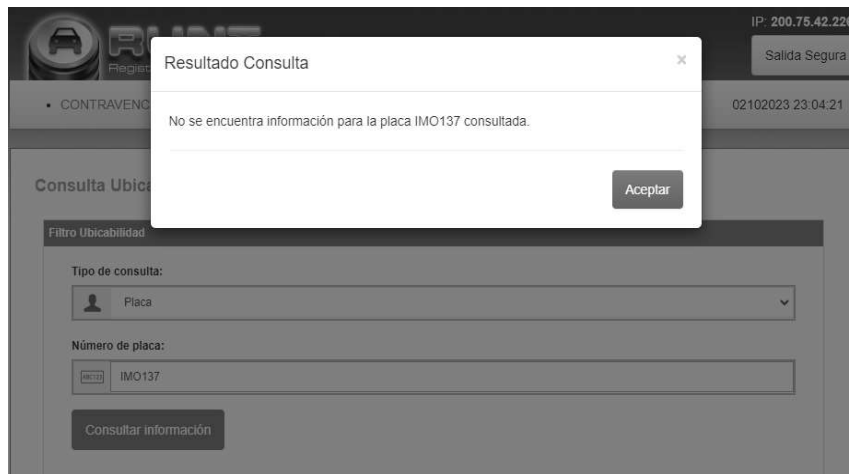 IP: 200.75.42.220
RUNT
Salida Segura
Regist
Resultado Consulta
×
• CONTRAVENC
02102023 23:04:21
No se encuentra información para la placa IMO137 consultada.
Aceptar
Consulta Ubica
Filtro Ubicabilidad
Tipo de consulta:
Placa
Número de placa:
IMO137
Consultar información